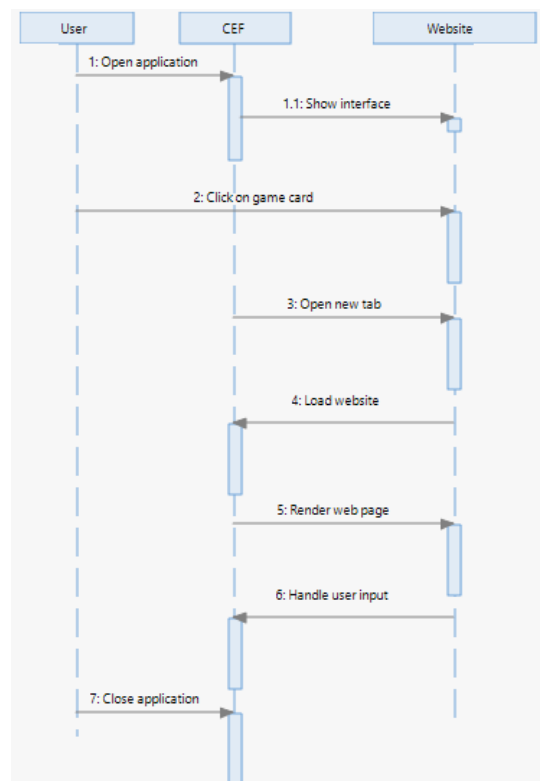 User
CEF
Website
1: Open application
1.1: Show interface
2: Click on game card
3: Open new tab
4: Load website
5: Render web page
6: Handle user input
7: Close application